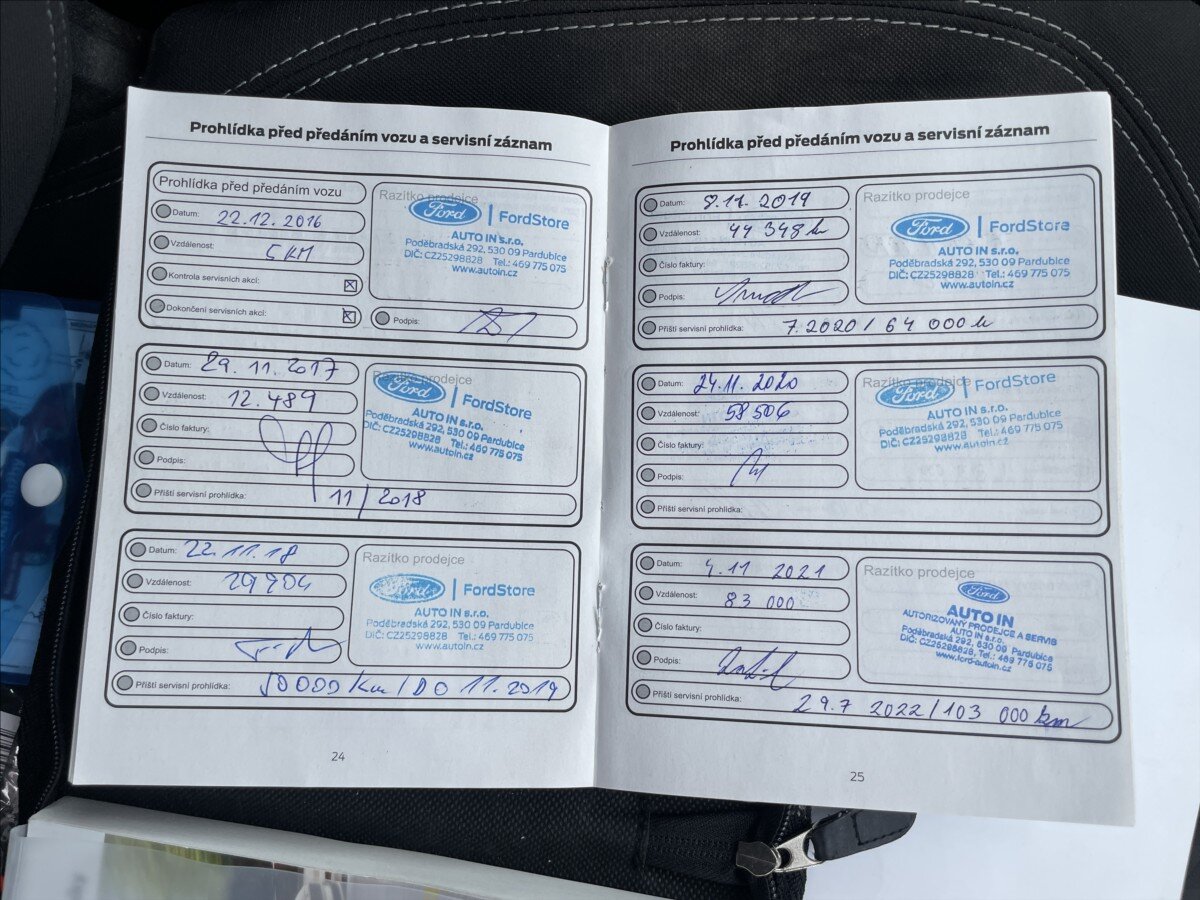 Prohlídka před předáním vozu a servisní záznam
Prohlídka před předáním vozu
Datum: 22.12.2016
Vzdálenost: 5 KM
Kontrola servisních akcí:
Dokončení servisních akcí:
Razítko prodejce
Ford FordStore
AUTO IN s.r.o.
Poděbradská 292, 530 09 Pardubice
DIČ: CZ25298828 Tel.: 469 775 075
www.autoin.cz
Podpis:
Datum: 29.11.2017
Vzdálenost: 12.489
Číslo faktury:
Podpis:
Příští servisní prohlídka: 11/2018
Razítko prodejce
Ford FordStore
AUTO IN s.r.o.
Poděbradská 292, 530 09 Pardubice
DIČ: CZ25298828 Tel.: 469 775 075
www.autoin.cz
Datum: 22.11.18
Vzdálenost: 29904
Číslo faktury:
Podpis:
Příští servisní prohlídka: 50000 Km/DO 11.2019
Razítko prodejce
Ford FordStore
AUTO IN s.r.o.
Poděbradská 292, 530 09 Pardubice
DIČ: CZ25298828 Tel.: 469 775 075
www.autoin.cz
24
Prohlídka před předáním vozu a servisní záznam
Datum: 8.11.2019
Vzdálenost: 44 348
Číslo faktury:
Podpis:
Příští servisní prohlídka: 7.2020/64 000
Razítko prodejce
Ford FordStore
AUTO IN s.r.o.
Poděbradská 292, 530 09 Pardubice
DIČ: CZ25298828 Tel.: 469 775 075
www.autoin.cz
Datum: 24.11.2020
Vzdálenost: 58506
Číslo faktury:
Podpis:
Příští servisní prohlídka:
Razítko prodejce
Ford FordStore
AUTO IN s.r.o.
Poděbradská 292, 530 09 Pardubice
DIČ: CZ25298828 Tel.: 469 775 075
www.autoin.cz
Datum: 4.11 2021
Vzdálenost: 83 000
Číslo faktury:
Podpis:
Příští servisní prohlídka: 29.7 2022/103 000 km
Razítko prodejce
Ford
AUTO IN
AUTORIZOVANÝ PRODEJCE A SERVIS
AUTO IN s.r.o.
Poděbradská 292, 530 09 Pardubice
DIČ: CZ25298828, Tel.: 469 775 075
www.ford-autoin.cz
25